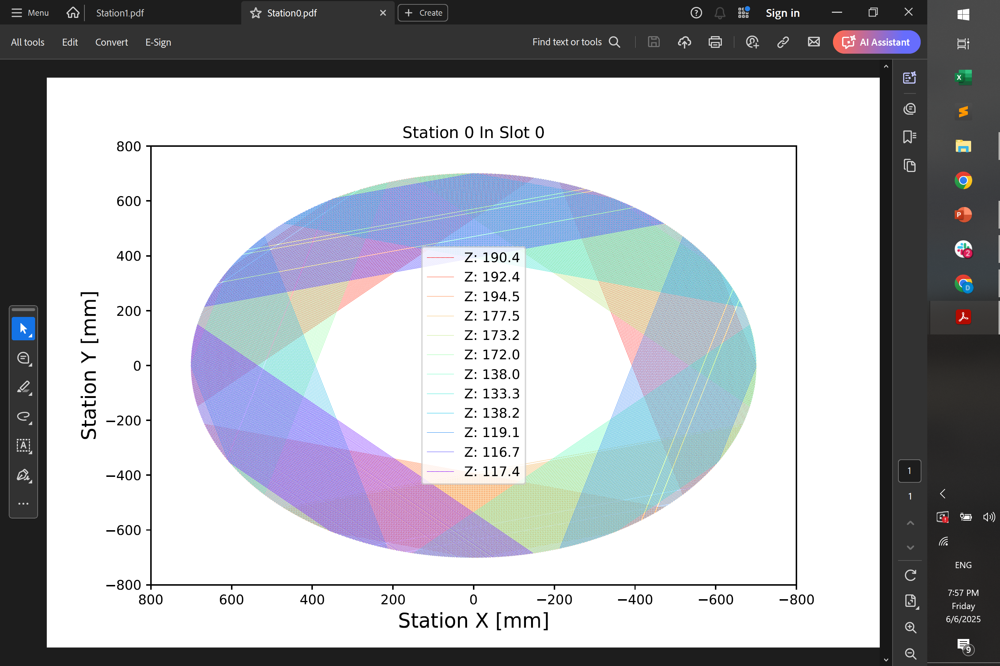 Menu
Station1.pdf
Station0.pdf
Create
Sign in
All tools
Edit
Convert
E-Sign
Find text or tools
AI Assistant
Station 0 In Slot 0
800
600
400
200
0
−200
−400
−600
−800
Station Y [mm]
Z: 190.4
Z: 192.4
Z: 194.5
Z: 177.5
Z: 173.2
Z: 172.0
Z: 138.0
Z: 133.3
Z: 138.2
Z: 119.1
Z: 116.7
Z: 117.4
800
600
400
200
0
−200
−400
−600
−800
Station X [mm]
1
1
2
D
ENG
7:57 PM
Friday
6/6/2025
9